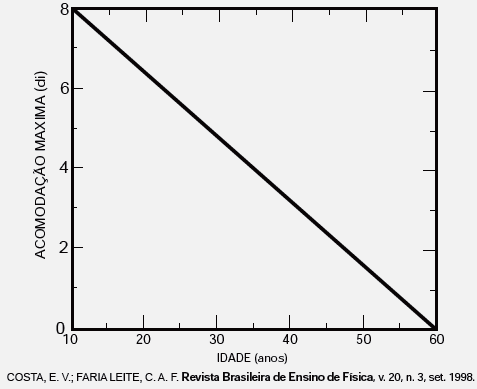 8
6
4
2
0
ACOMODAÇÃO MAXIMA (di)
10 20 30 40 50 60
IDADE (anos)
COSTA, E. V.; FARIA LEITE, C. A. F. Revista Brasileira de Ensino de Física, v. 20, n. 3, set. 1998.